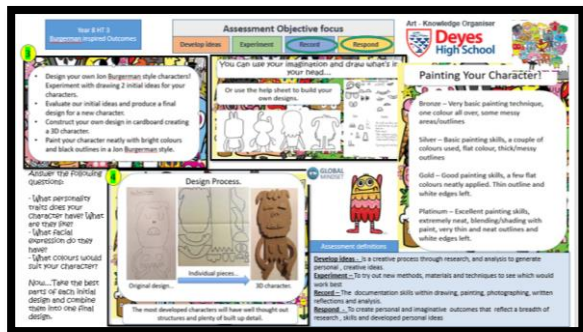 Year 8 HT 3
Burgerman Inspired Outcomes
Assessment Objective focus
Develop ideas
Experiment
Record
Respond
Art - Knowledge Organiser
Deyes
High School
• Design your own Jon Burgerman style characters!
Experiment with drawing 2 initial ideas for your
characters.
• Evaluate our initial ideas and produce a final
design for a new character.
• Construct your own design in cardboard creating
a 3D character.
• Paint your character neatly with bright colours
and black outlines in a Jon Burgerman style.
You can use your imagination and draw what's in
your head...
Or use the help sheet to build your
own designs.
Painting Your Character!
Bronze – Very basic painting technique,
one colour all over, some messy
areas/outlines
Silver – Basic painting skills, a couple of
colours used, flat colour, thick/messy
outlines
Gold – Good painting skills, a few flat
colours neatly applied. Thin outline and
white edges left.
Platinum – Excellent painting skills,
extremely neat, blending/shading with
paint, very thin and neat outlines and
white edges left.
Answer the following
questions:
- What personality
traits does your
character have? What
are they like?
- What facial
expression do they
have?
- What colours would
suit your character?
Now...Take the best
part of each initial
design and combine
them into one final
design.
Design Process.
Original design...
Individual pieces...
3D character.
The most developed characters will have well thought out
structures and plenty of built up detail.
GLOBAL
MINDSET
Assessment definitions
Develop ideas – Is a creative process through research, and analysis to generate
personal , creative ideas.
Experiment – To try out new methods, materials and techniques to see which would
work best
Record – The documentation skills within drawing, painting, photographing, written
reflections and analysis.
Respond – To create personal and imaginative outcomes that reflect a breadth of
research , skills and developed personal ideas